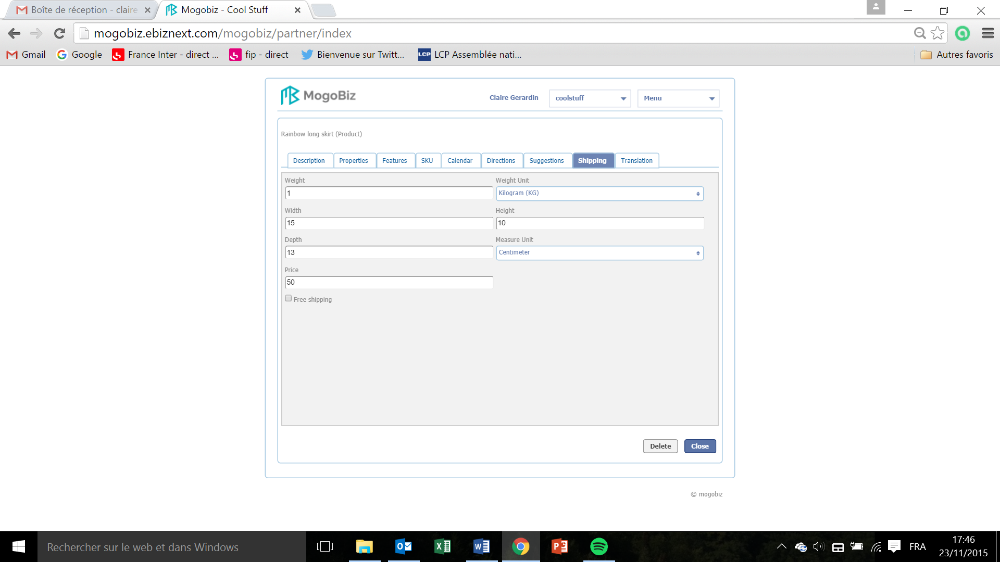 Boîte de réception - claire
Mogobiz - Cool Stuff
mogobiz.ebiznext.com/mogobiz/partner/index
Gmail
Google
France Inter - direct ...
fip - direct
Bienvenue sur Twitt...
LCP
LCP Assemblée nati...
Autres favoris
MogoBiz
Claire Gerardin
coolstuff
Menu
Rainbow long skirt (Product)
Description
Properties
Features
SKU
Calendar
Directions
Suggestions
Shipping
Translation
Weight
Weight Unit
1
Kilogram (KG)
Width
Height
15
10
Depth
Measure Unit
13
Centimeter
Price
50
Free shipping
Delete
Close
© mogobiz
Rechercher sur le web et dans Windows
FRA
17:46
23/11/2015